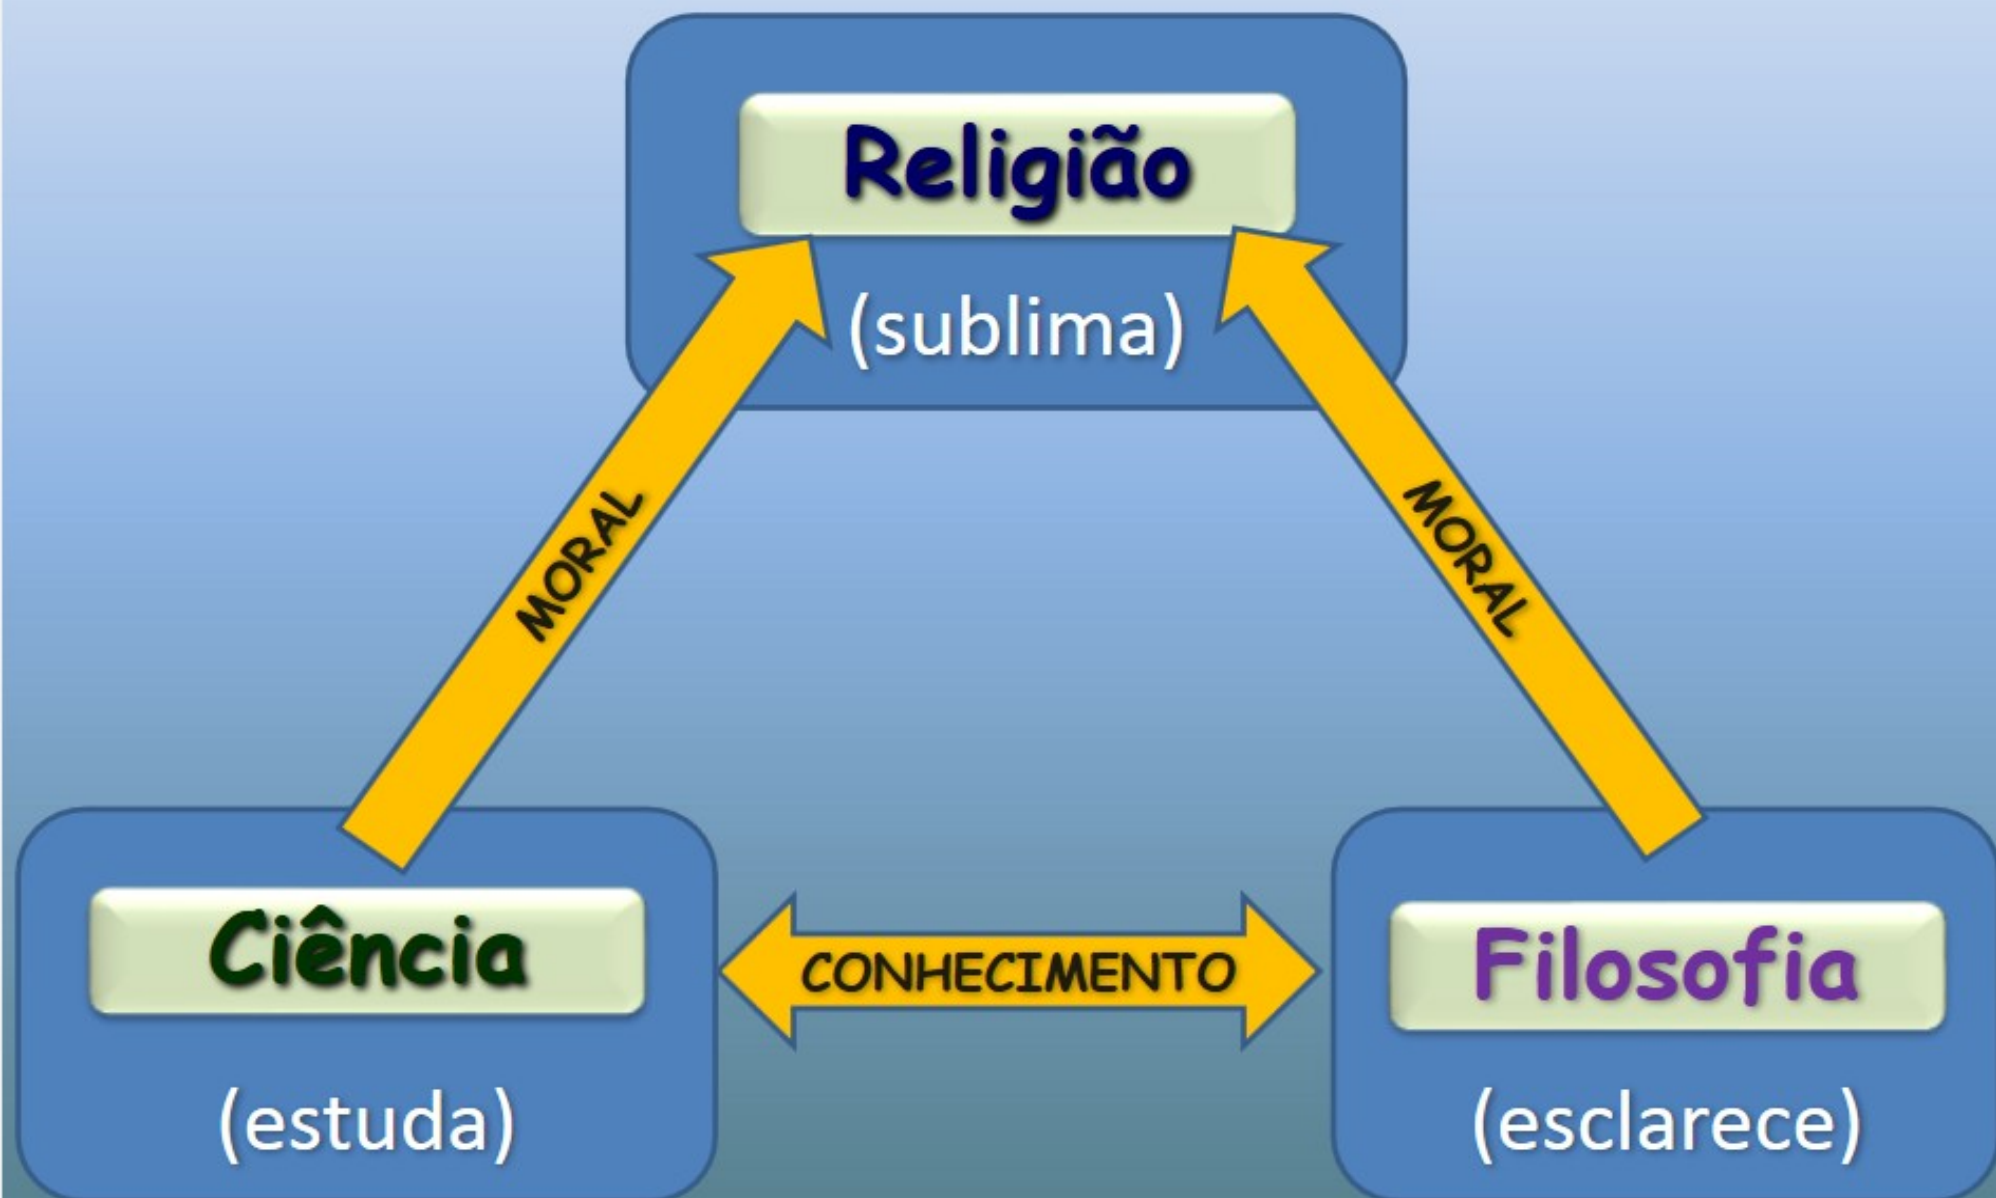 Religião
(sublima)
MORAL
MORAL
Ciência
CONHECIMENTO
Filosofia
(estuda)
(esclarece)